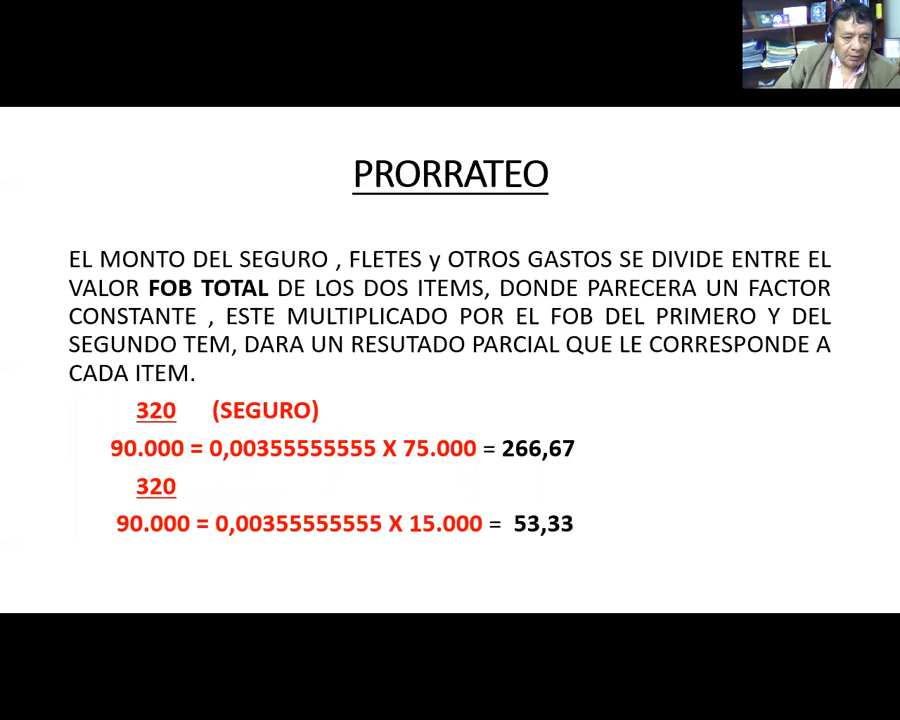 PRORRATEO
EL MONTO DEL SEGURO , FLETES y OTROS GASTOS SE DIVIDE ENTRE EL
VALOR FOB TOTAL DE LOS DOS ITEMS, DONDE PARECERA UN FACTOR
CONSTANTE , ESTE MULTIPLICADO POR EL FOB DEL PRIMERO Y DEL
SEGUNDO TEM, DARA UN RESUTADO PARCIAL QUE LE CORRESPONDE A
CADA ITEM.
320 (SEGURO)
90.000 = 0,00355555555 X 75.000 = 266,67
320
90.000 = 0,00355555555 X 15.000 = 53,33